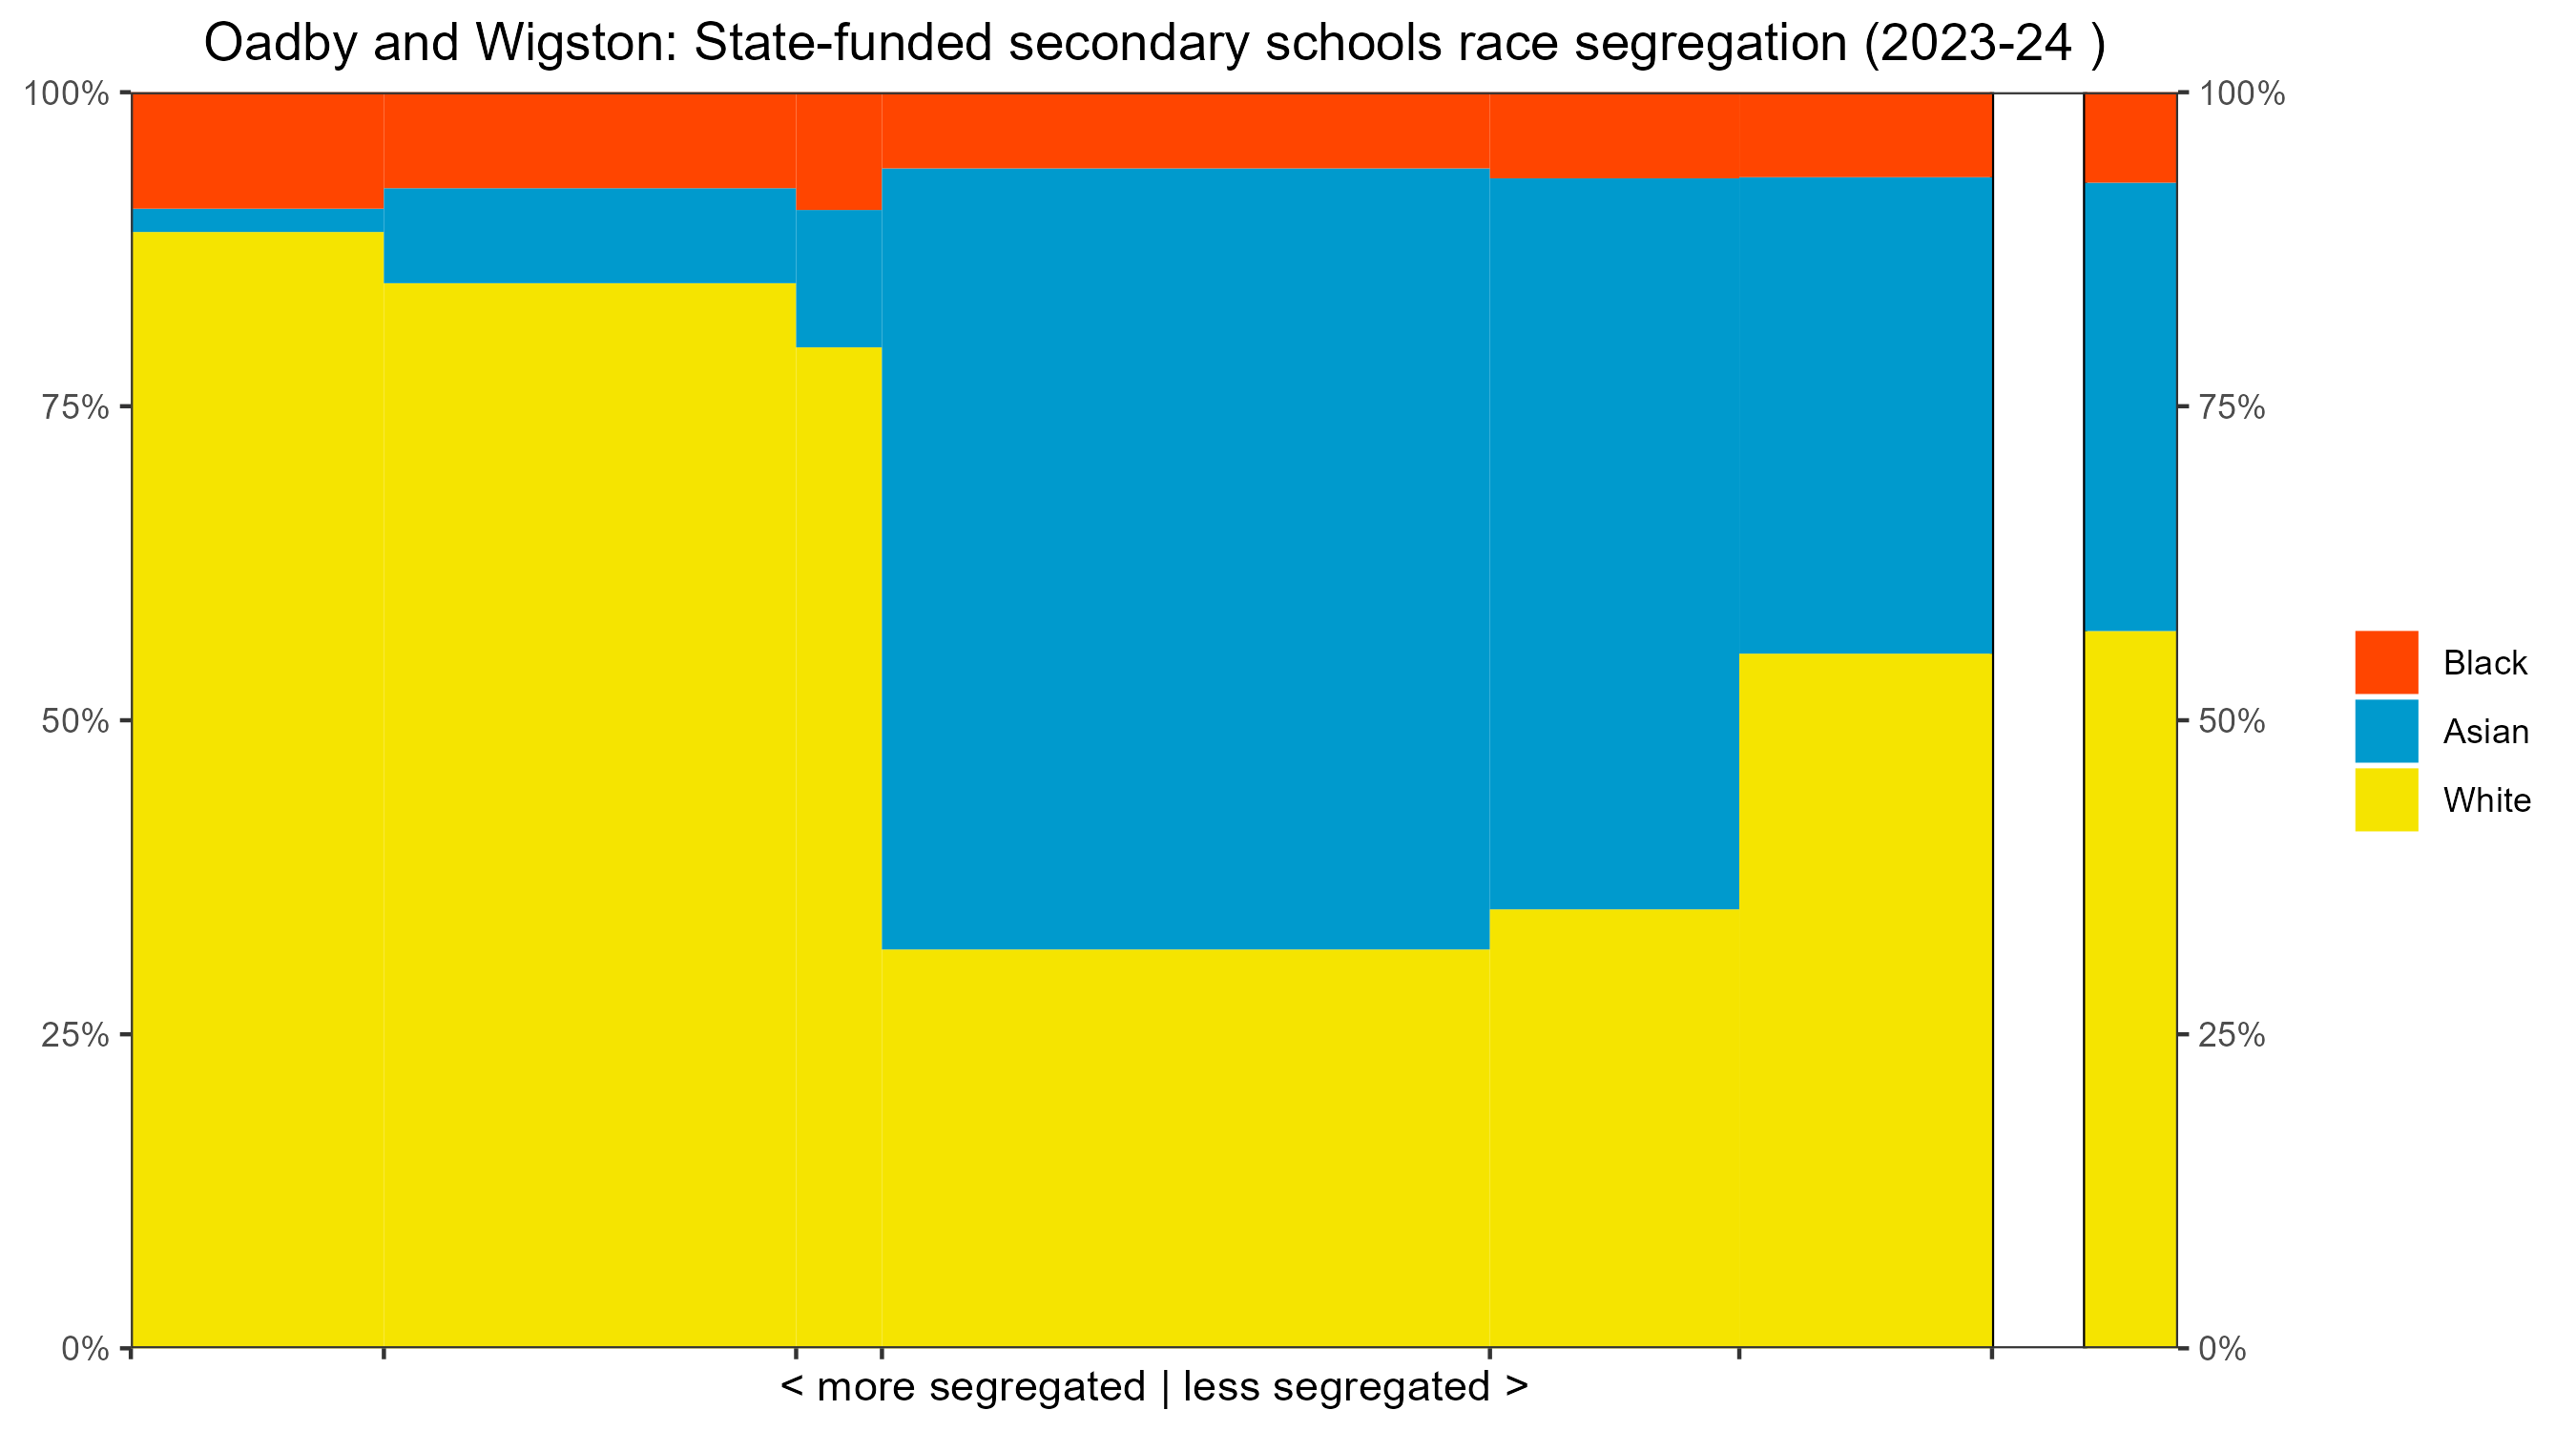 Oadby and Wigston: State-funded secondary schools race segregation (2023-24 )
100%
75%
50%
25%
0%
100%
75%
50%
25%
0%
Black
Asian
White
< more segregated | less segregated >